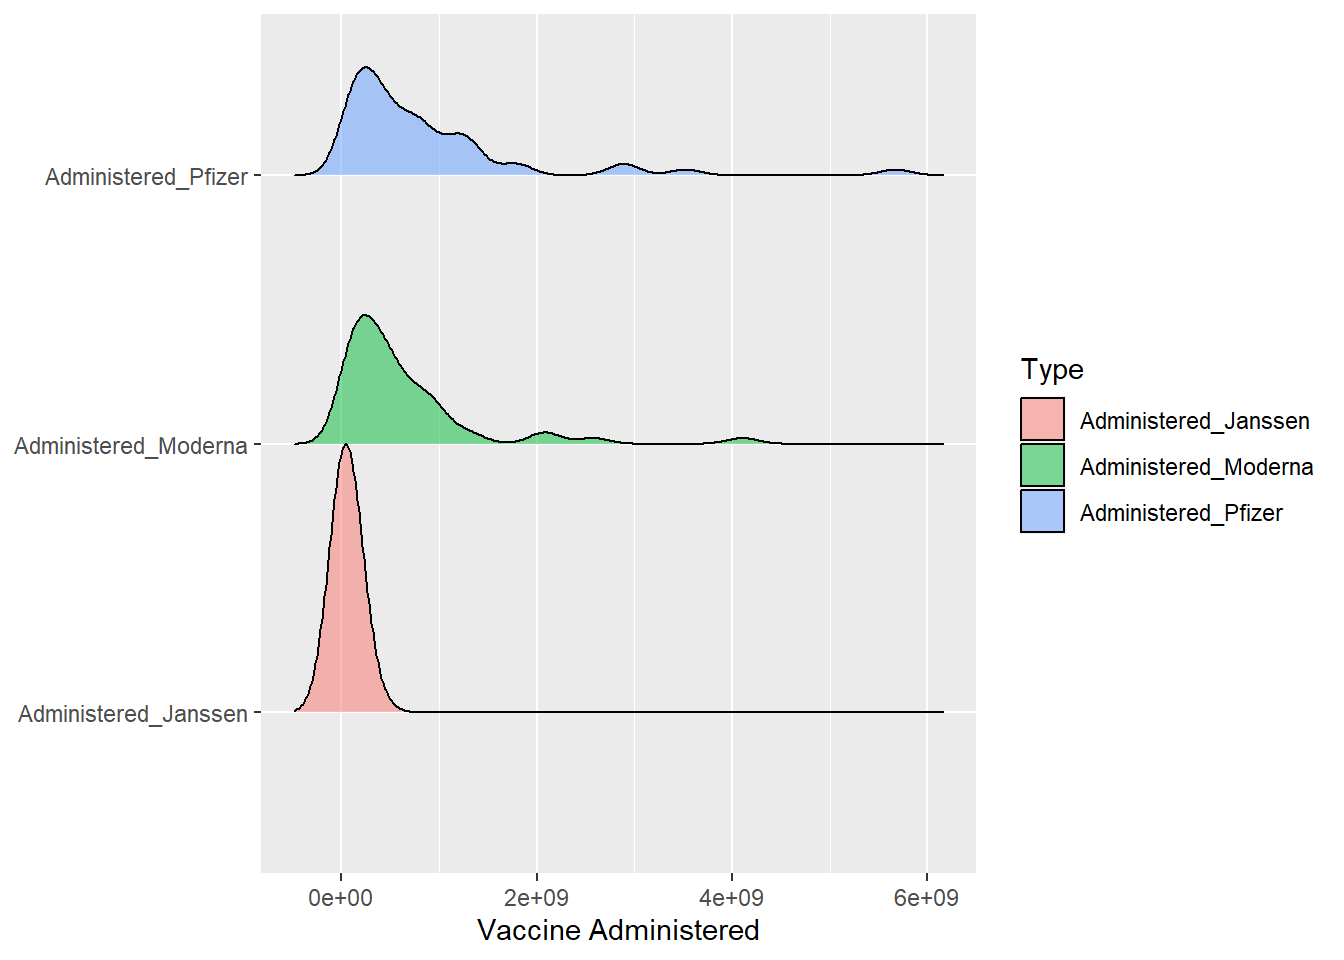 Administered_Pfizer
Administered_Moderna
Administered_Janssen
0e+00 2e+09 4e+09 6e+09
Vaccine Administered
Type
Administered_Janssen
Administered_Moderna
Administered_Pfizer